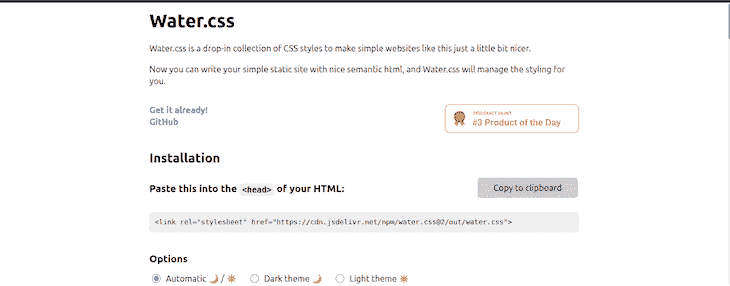 Water.css
Water.css is a drop-in collection of CSS styles to make simple websites like this just a little bit nicer.
Now you can write your simple static site with nice semantic html, and Water.css will manage the styling for
you.
Get it already!
GitHub
PRODUCT HUNT
#3 Product of the Day
Installation
Paste this into the <head> of your HTML:
Copy to clipboard
<link rel="stylesheet" href="https://cdn.jsdelivr.net/npm/water.css@2/out/water.css">
Options
Automatic 🌙 / ☀ Dark theme 🌙 Light theme ☀